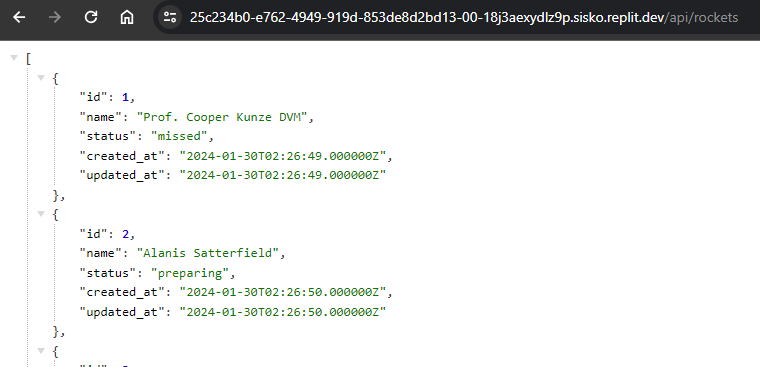 25c234b0-e762-4949-919d-853de8d2bd13-00-18j3aexydlz9p.sisko.replit.dev/api/rockets
[
{
"id": 1,
"name": "Prof. Cooper Kunze DVM",
"status": "missed",
"created_at": "2024-01-30T02:26:49.000000Z",
"updated_at": "2024-01-30T02:26:49.000000Z"
},
{
"id": 2,
"name": "Alanis Satterfield",
"status": "preparing",
"created_at": "2024-01-30T02:26:50.000000Z",
"updated_at": "2024-01-30T02:26:50.000000Z"
},
{